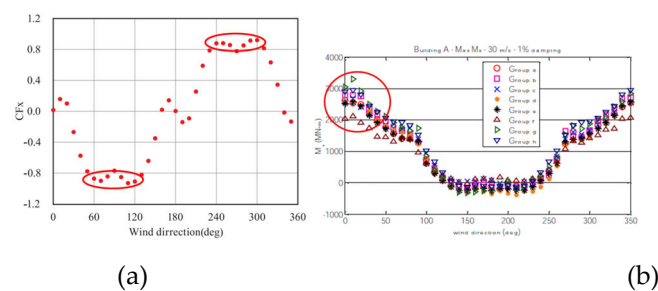 CFx
1.2
0.8
0.4
0.0
-0.4
-0.8
-1.2
0 60 120 180 240 300 360
Wind dirrection(deg)
(a)
Building A - Max Mx - 30 m/s - 1% damping
4000
3000
2000
1000
0
-1000
0 50 100 150 200 250 300 350
wind direction (deg)
Group a
Group b
Group c
Group d
Group e
Group f
Group g
Group h
(b)